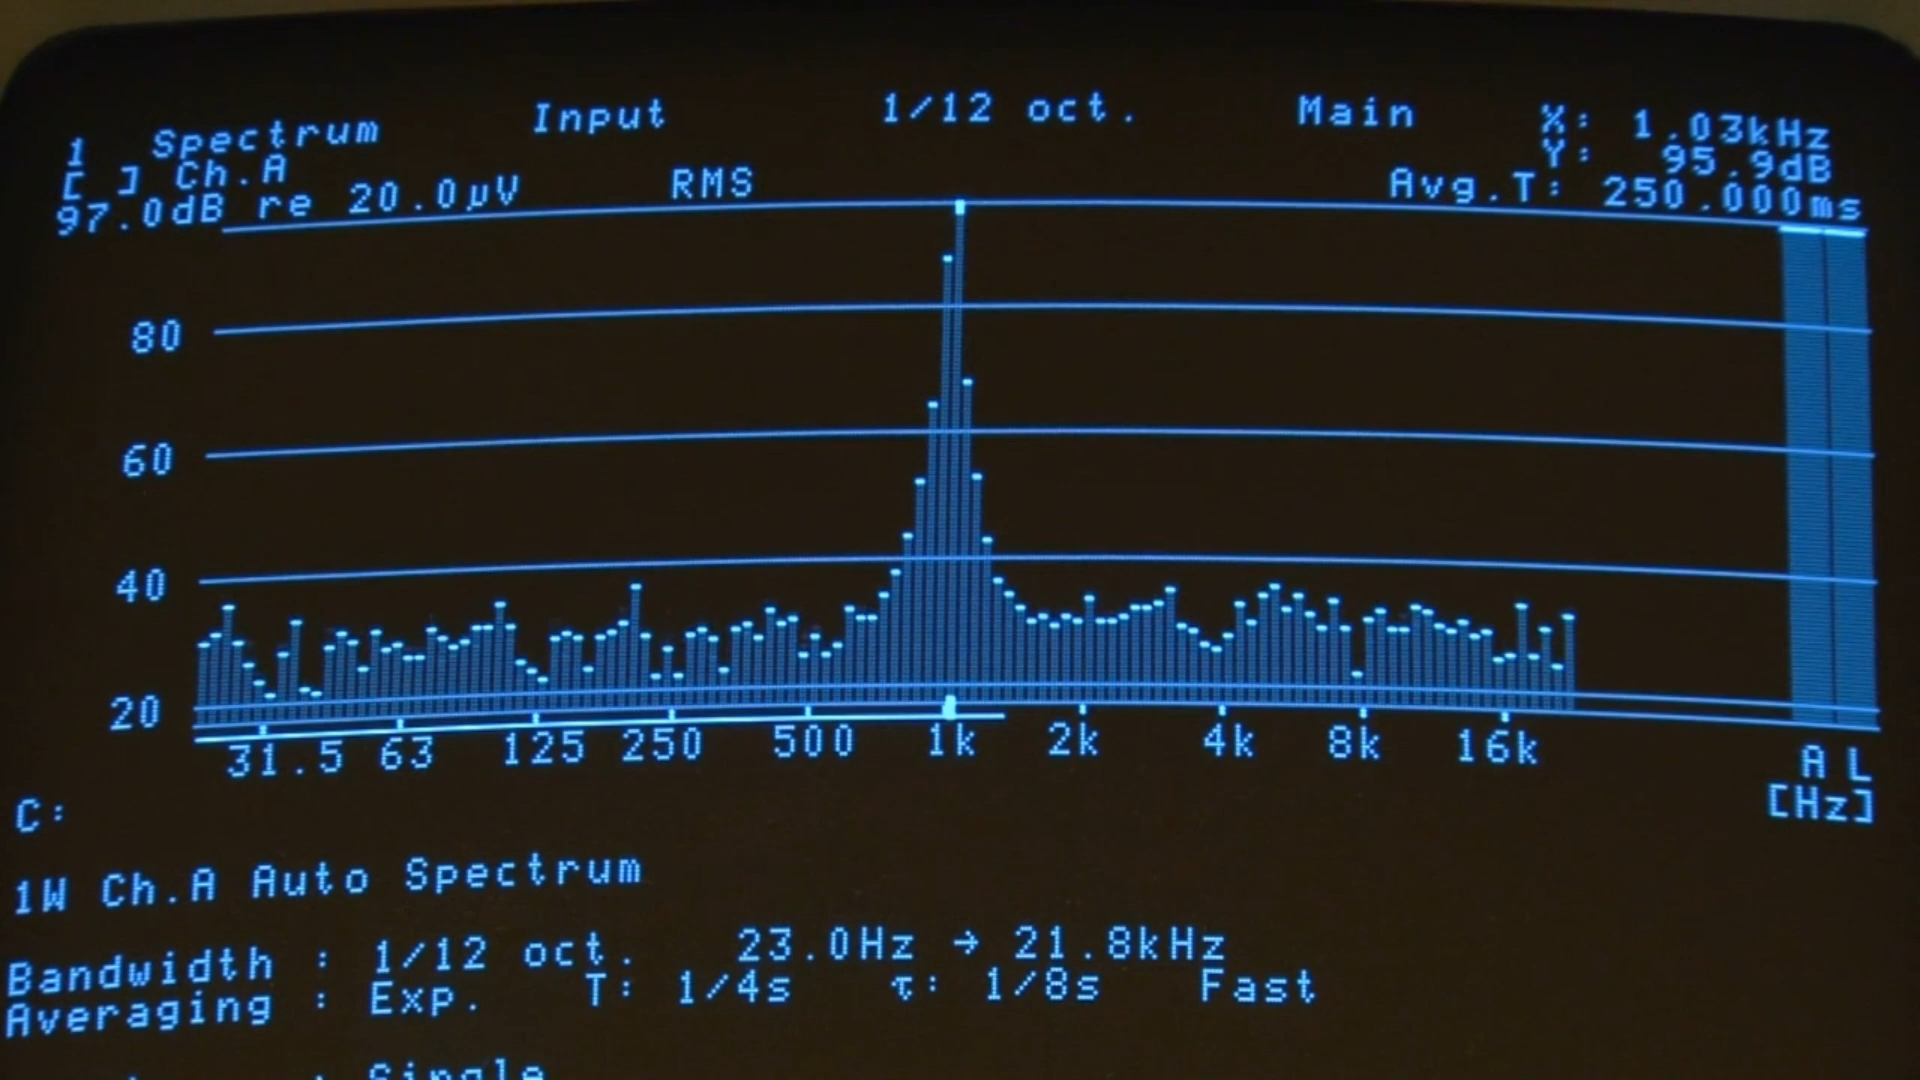 1 Spectrum Input 1/12 oct. Main X: 1.03kHz
[ ] Ch.A Y: 95.9dB
97.0dB re 20.0µV RMS Avg.T: 250.000ms
80
60
40
20
31.5 63 125 250 500 1k 2k 4k 8k 16k A L
[Hz]
C:
1W Ch.A Auto Spectrum
Bandwidth : 1/12 oct. 23.0Hz → 21.8kHz
Averaging : Exp. T: 1/4s τ: 1/8s Fast
: Single